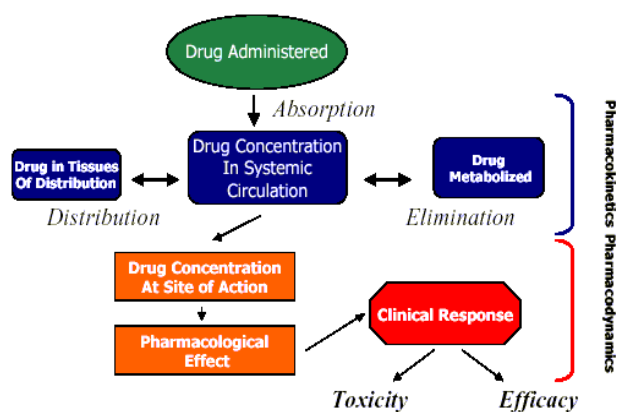 Drug Administered
Absorption
Drug Concentration
In Systemic
Circulation
Drug in Tissues
Of Distribution
Drug
Metabolized
Distribution
Elimination
Pharmacokinetics
Drug Concentration
At Site of Action
Pharmacological
Effect
Clinical Response
Pharmacodynamics
Toxicity
Efficacy